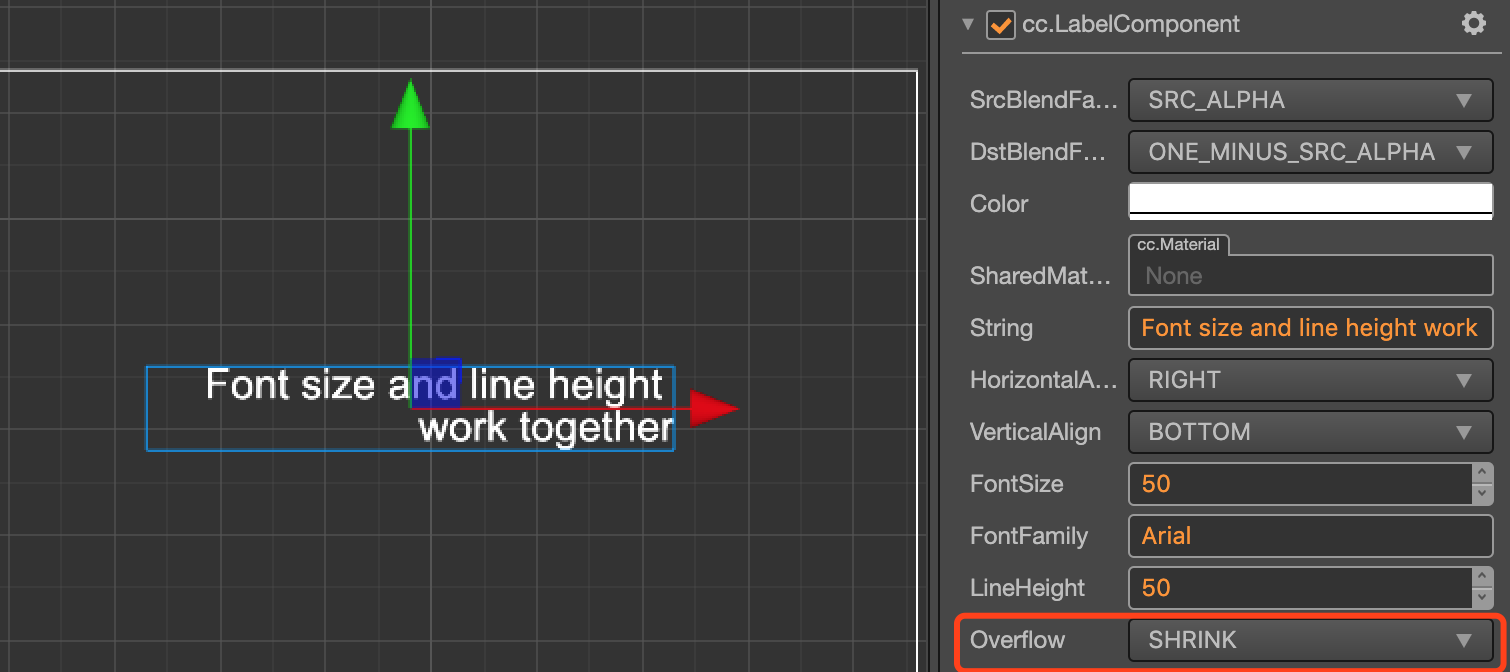 cc.LabelComponent
SrcBlendFa... SRC_ALPHA
DstBlendF... ONE_MINUS_SRC_ALPHA
Color
cc.Material
SharedMat... None
String Font size and line height work
HorizontalA... RIGHT
VerticalAlign BOTTOM
FontSize 50
FontFamily Arial
LineHeight 50
Overflow SHRINK
Font size and line height
work together